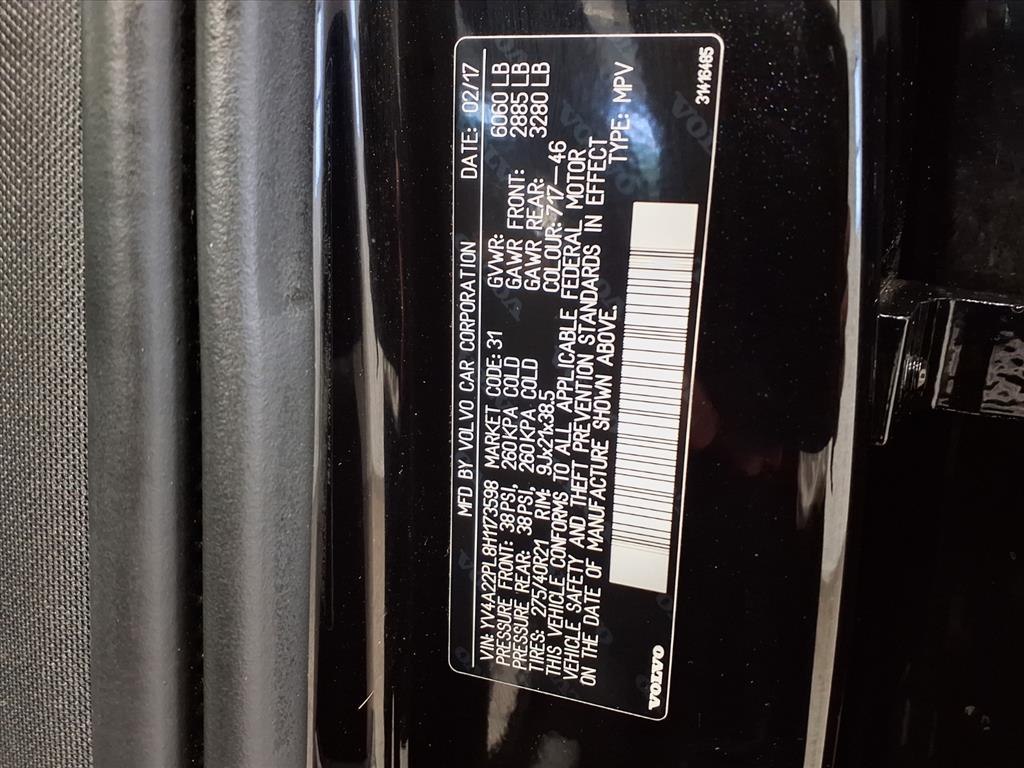 MFD BY VOLVO CAR CORPORATION DATE: 02/17
VIN: YV4A22PL8H1173598 MARKET CODE: 31 GVWR: 6060 LB
PRESSURE FRONT: 38PSI, 260KPA COLD GAWR FRONT: 2885 LB
PRESSURE REAR: 38PSI, 260KPA COLD GAWR REAR: 3280 LB
TIRES: 275/40R21 RIM: 9Jx21x38.5 COLOUR: 717-46
THIS VEHICLE CONFORMS TO ALL APPLICABLE FEDERAL MOTOR
VEHICLE SAFETY AND THEFT PREVENTION STANDARDS IN EFFECT
ON THE DATE OF MANUFACTURE SHOWN ABOVE. TYPE: MPV
VOLVO 31416485